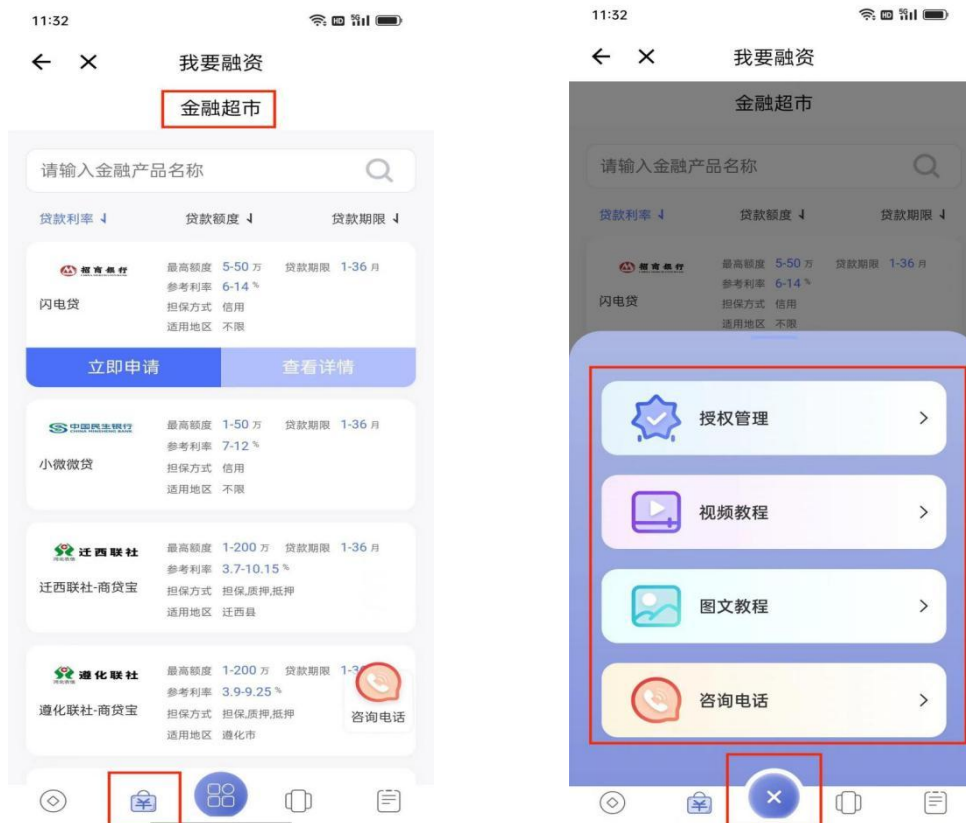 11:32
HD 5G
我要融资
金融超市
请输入金融产品名称
贷款利率 贷款额度 贷款期限
招商银行
闪电贷
最高额度 5-50 万 贷款期限 1-36 月
参考利率 6-14 %
担保方式 信用
适用地区 不限
立即申请 查看详情
中国民生银行
CHINA MINSHENG BANK
小微微贷
最高额度 1-50 万 贷款期限 1-36 月
参考利率 7-12 %
担保方式 信用
适用地区 不限
迁西联社
迁西联社-商贷宝
最高额度 1-200 万 贷款期限 1-36 月
参考利率 3.7-10.15 %
担保方式 担保,质押,抵押
适用地区 迁西县
遵化联社
遵化联社-商贷宝
最高额度 1-200 万 贷款期限 1-3
参考利率 3.9-9.25 %
担保方式 担保,质押,抵押
适用地区 遵化市
咨询电话
11:32
HD 5G
我要融资
金融超市
请输入金融产品名称
贷款利率 贷款额度 贷款期限
招商银行
闪电贷
最高额度 5-50 万 贷款期限 1-36 月
参考利率 6-14 %
担保方式 信用
适用地区 不限
授权管理
视频教程
图文教程
咨询电话